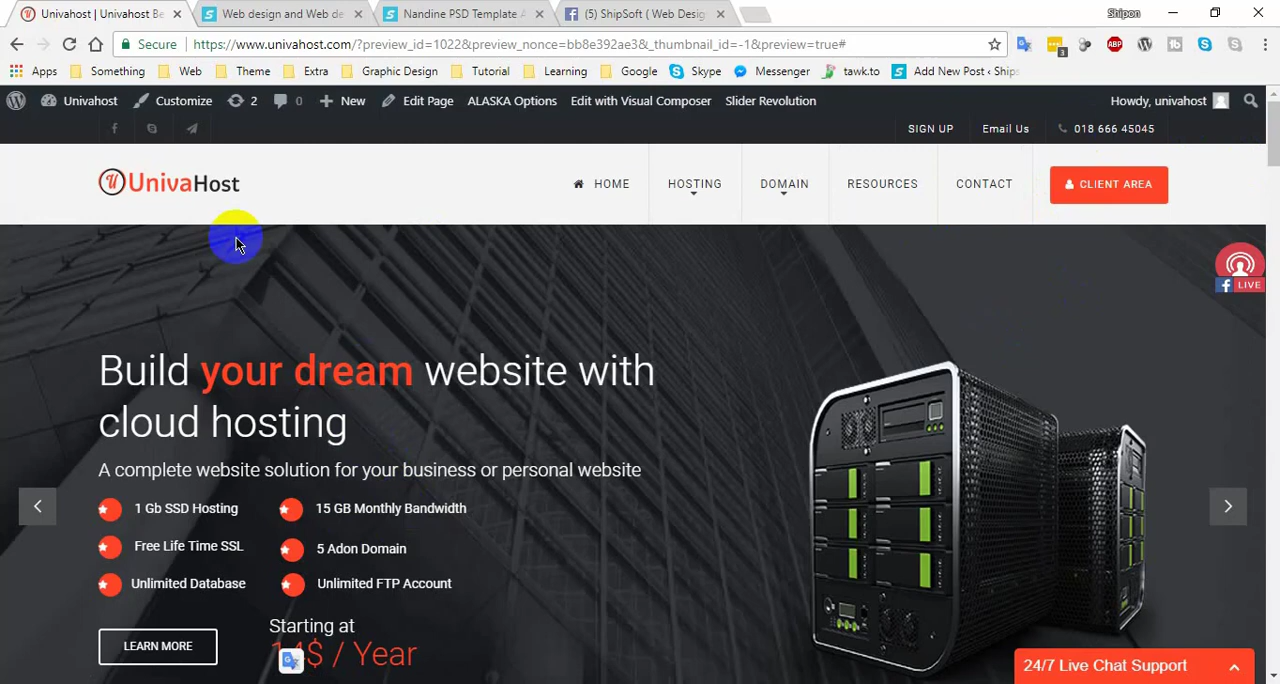 Univahost | Univahost Be
Web design and Web de
Nandine PSD Template A
(5) ShipSoft ( Web Desig
Shipon
Secure
https://www.univahost.com/?preview_id=1022&preview_nonce=bb8e392ae3&_thumbnail_id=-1&preview=true#
3
ABP
Apps
Something
Web
Theme
Extra
Graphic Design
Tutorial
Learning
Google
Skype
Messenger
tawk.to
Add New Post ‹ Ships
Univahost
Customize
2
0
New
Edit Page
ALASKA Options
Edit with Visual Composer
Slider Revolution
Howdy, univahost
SIGN UP
Email Us
018 666 45045
UnivaHost
HOME
HOSTING
DOMAIN
RESOURCES
CONTACT
CLIENT AREA
LIVE
Build your dream website with
cloud hosting
A complete website solution for your business or personal website
1 Gb SSD Hosting
15 GB Monthly Bandwidth
Free Life Time SSL
5 Adon Domain
Unlimited Database
Unlimited FTP Account
LEARN MORE
Starting at
14$ / Year
24/7 Live Chat Support